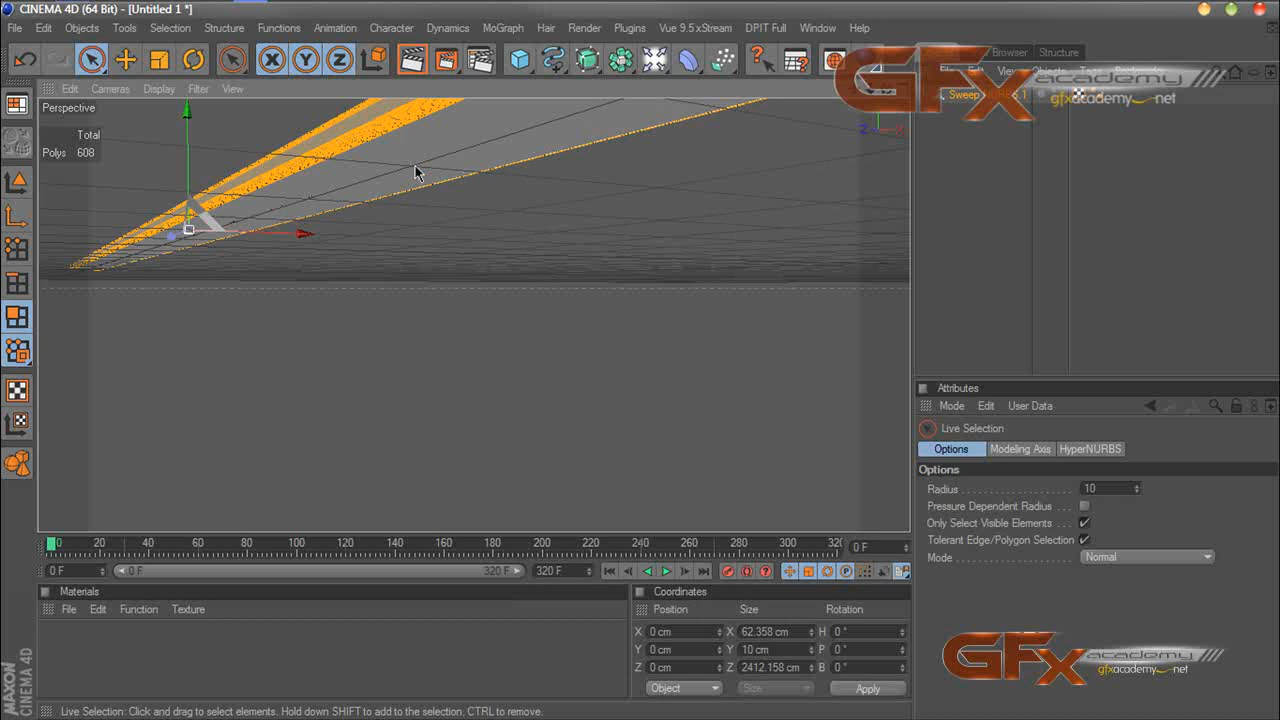 CINEMA 4D (64 Bit) - [Untitled 1 *]
File Edit Objects Tools Selection Structure Functions Animation Character Dynamics MoGraph Hair Render Plugins Vue 9.5 xStream DPIT Full Window Help
X Y Z
Browser Structure
Edit Cameras Display Filter View
View Objects Tags
GFx
academy
gfxacademy.net
Perspective
Sweep NURBS.1
Z X
Total
Polys 608
Attributes
Mode Edit User Data
Live Selection
Options Modeling Axis HyperNURBS
Options
Radius 10
Pressure Dependent Radius
Only Select Visible Elements
Tolerant Edge/Polygon Selection
Mode Normal
0 20 40 60 80 100 120 140 160 180 200 220 240 260 280 300 320 0 F
0 F 0 F 320 F 320 F
Materials
File Edit Function Texture
Coordinates
Position Size Rotation
X 0 cm X 62.358 cm H 0 °
Y 0 cm Y 10 cm P 0 °
Z 0 cm Z 2412.158 cm B 0 °
Object Size Apply
GFx
academy
gfxacademy.net
MAXON
CINEMA 4D
Live Selection: Click and drag to select elements. Hold down SHIFT to add to the selection, CTRL to remove.